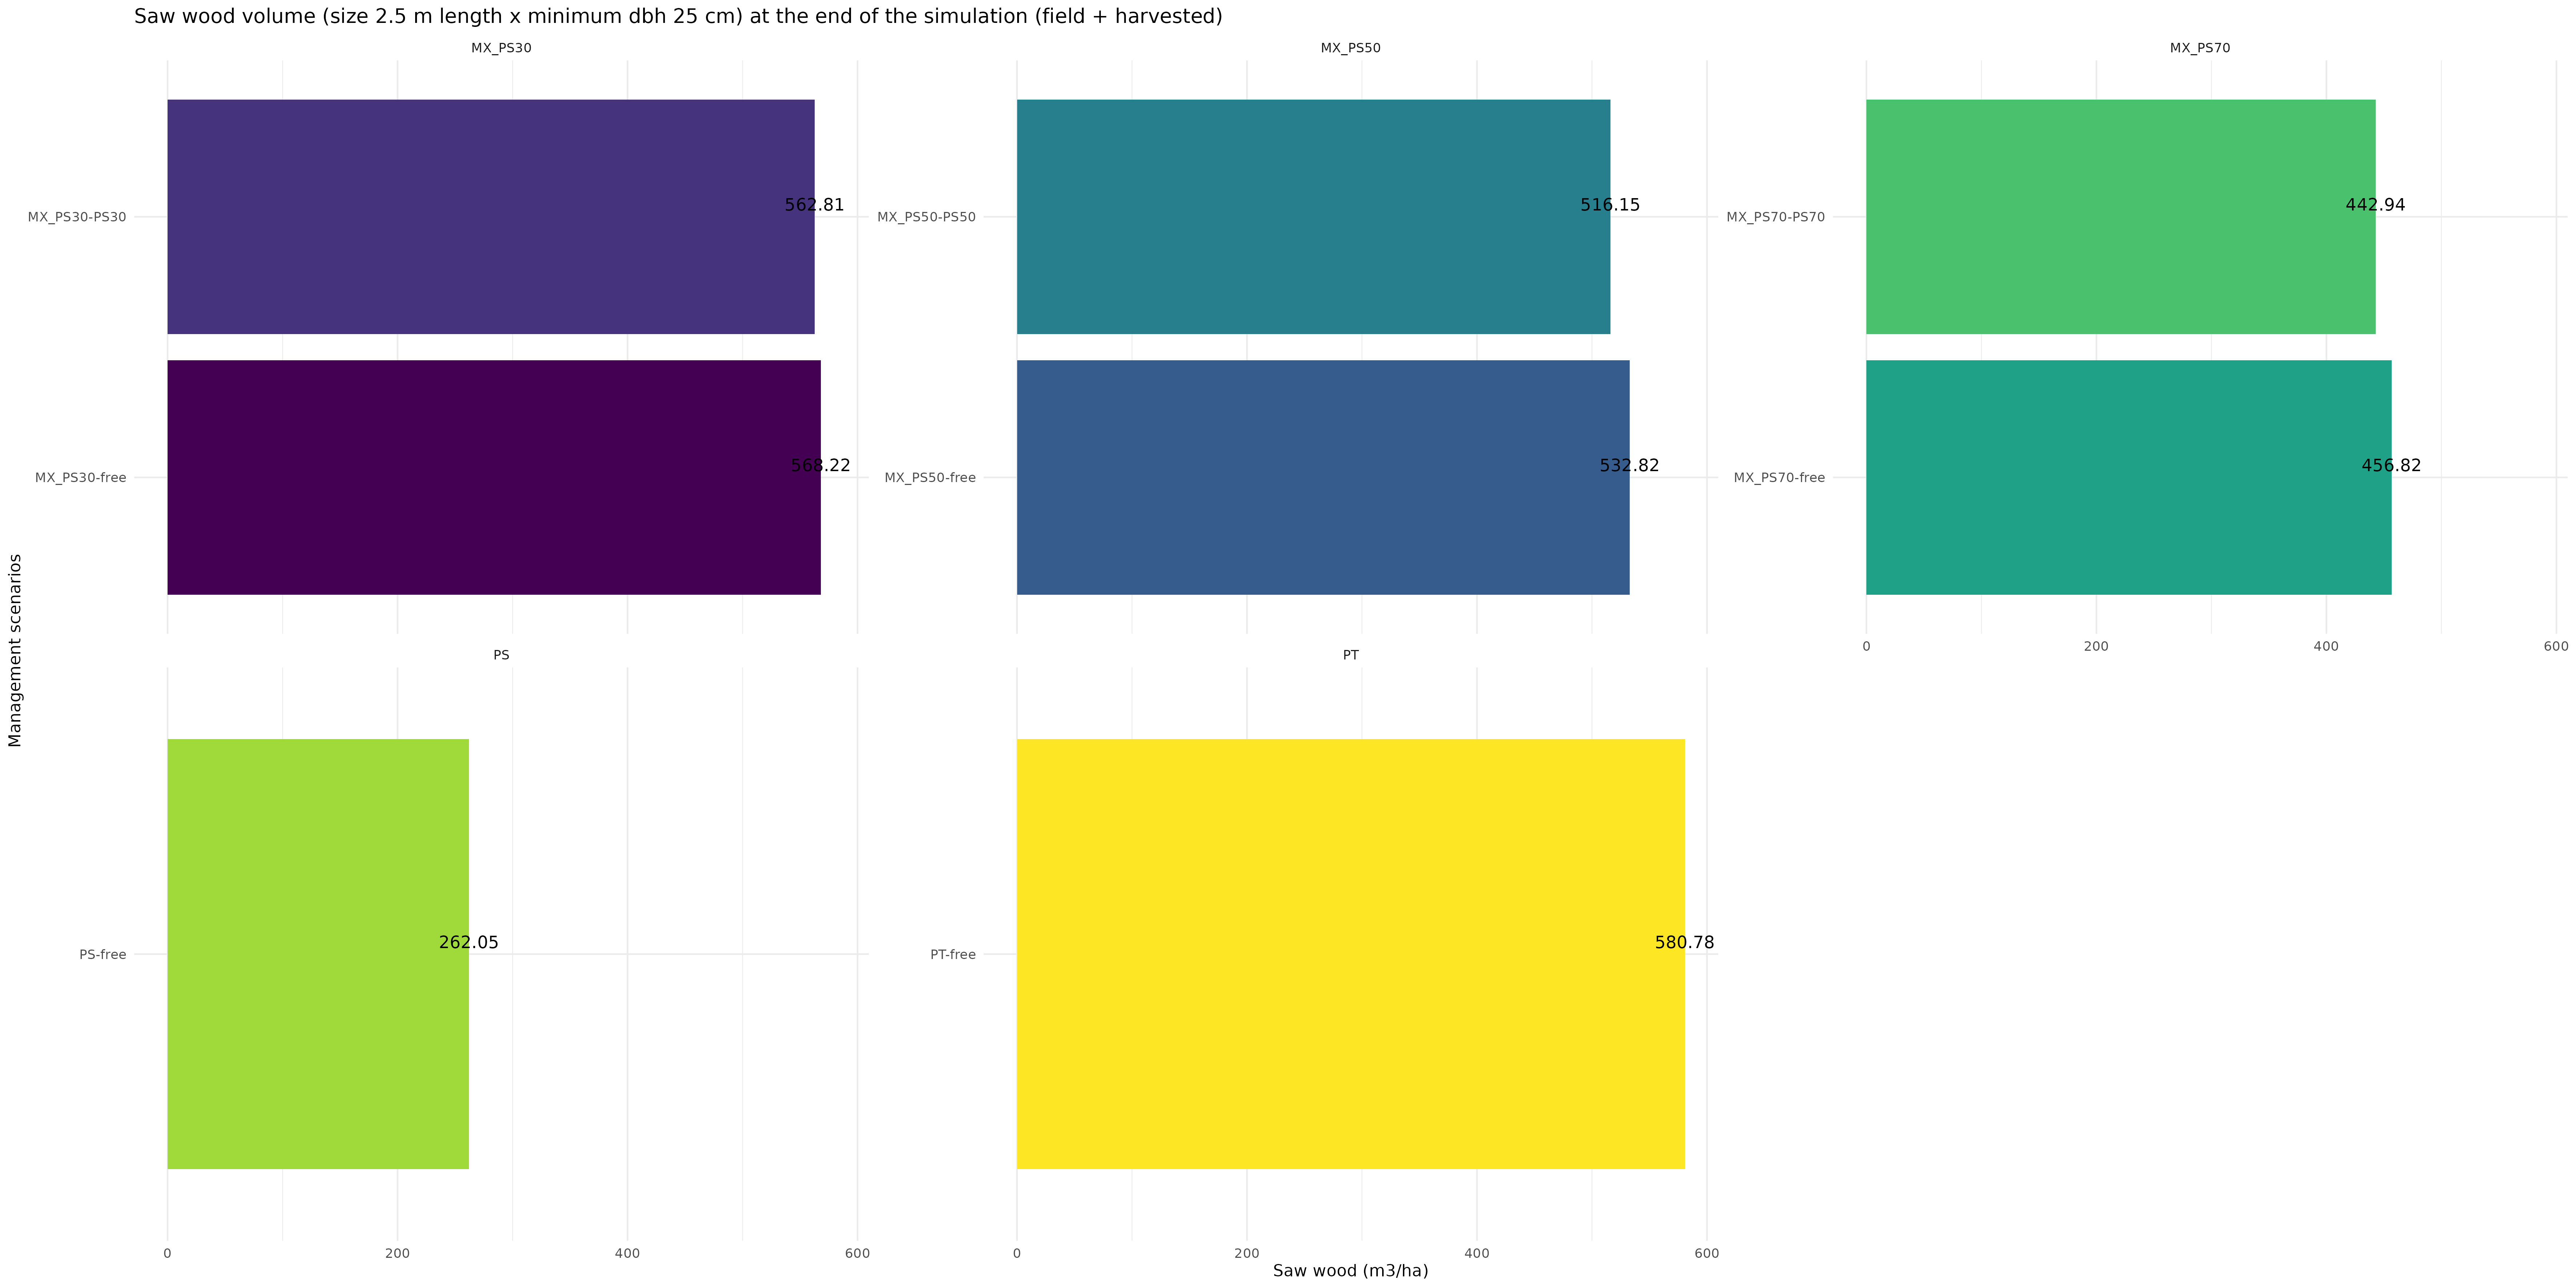 Saw wood volume (size 2.5 m length x minimum dbh 25 cm) at the end of the simulation (field + harvested)
MX_PS30
MX_PS50
MX_PS70
MX_PS30-PS30
562.81
MX_PS50-PS50
516.15
MX_PS70-PS70
442.94
MX_PS30-free
568.22
MX_PS50-free
532.82
MX_PS70-free
456.82
0
200
400
600
Management scenarios
PS
PT
PS-free
262.05
PT-free
580.78
0
200
400
600
0
200
400
600
Saw wood (m3/ha)